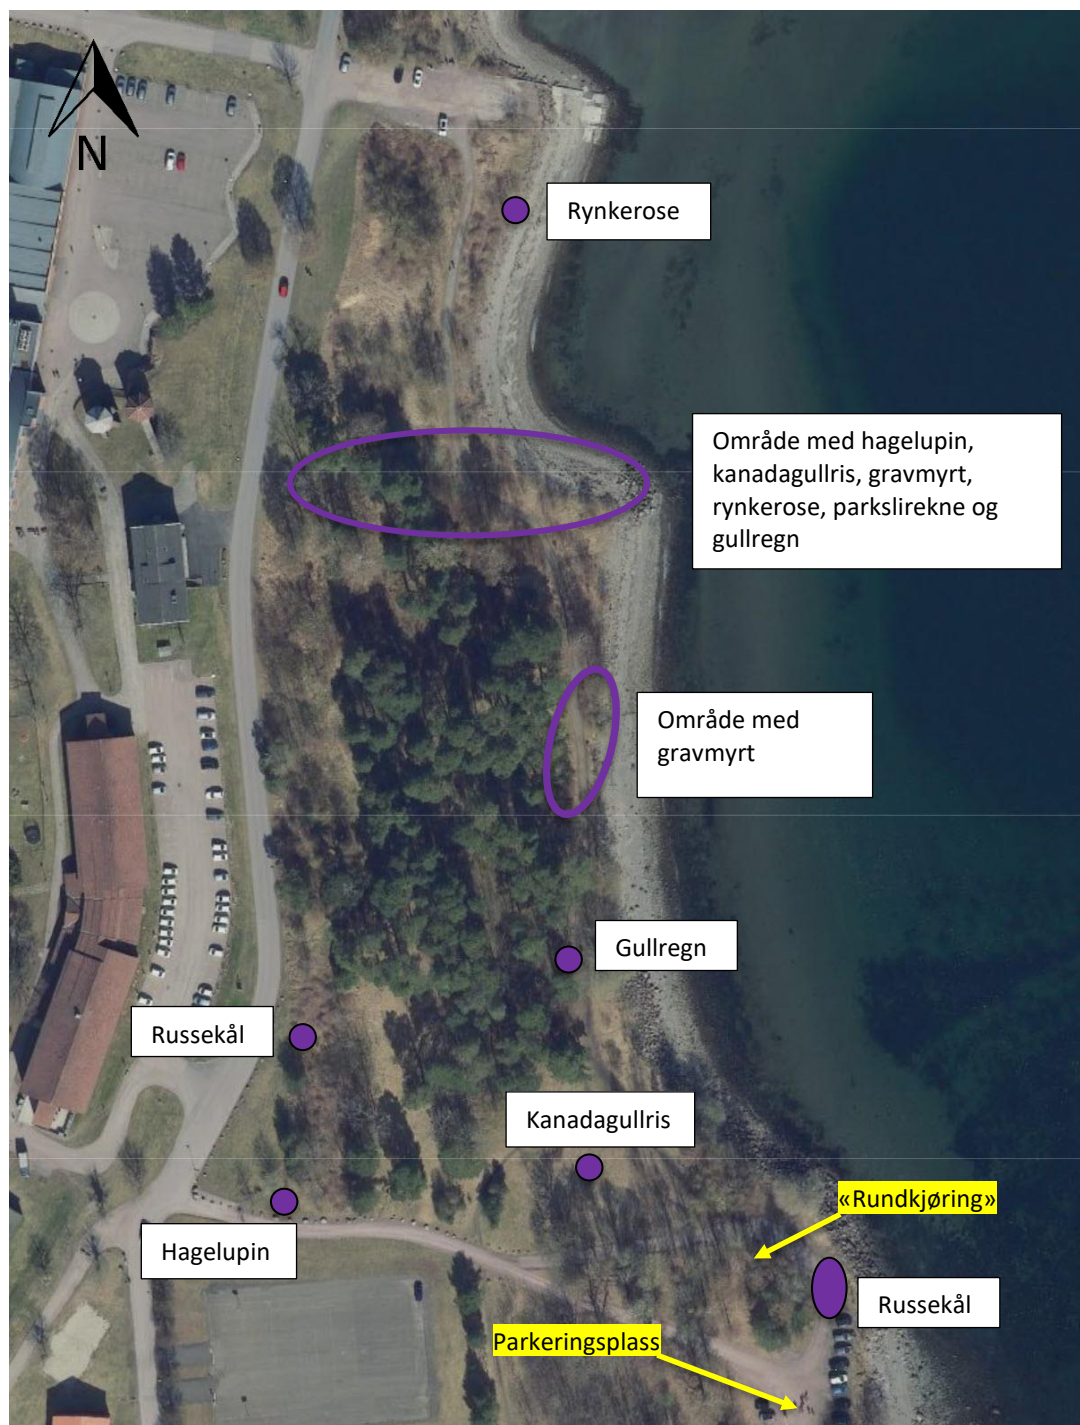 N
Rynkerose
Område med hagelupin,
kanadagullris, gravmyrt,
rynkerose, parkslirekne og
gullregn
Område med
gravmyrt
Gullregn
Russekål
Kanadagullris
«Rundkjøring»
Hagelupin
Russekål
Parkeringsplass